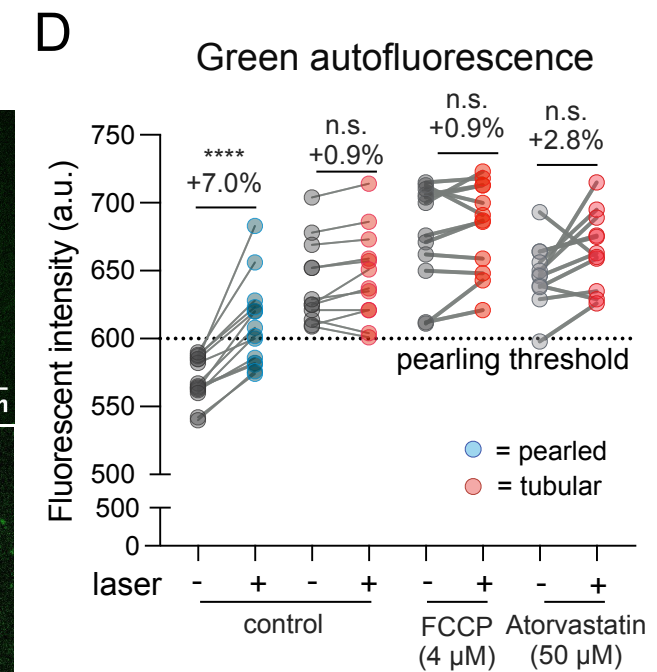 D
Green autofluorescence
Fluorescent intensity (a.u.)
750
700
650
600
550
500
500
0
****
+7.0%
n.s.
+0.9%
n.s.
+0.9%
n.s.
+2.8%
pearling threshold
= pearled
= tubular
laser - + - + - + - +
control
FCCP
(4 µM)
Atorvastatin
(50 µM)